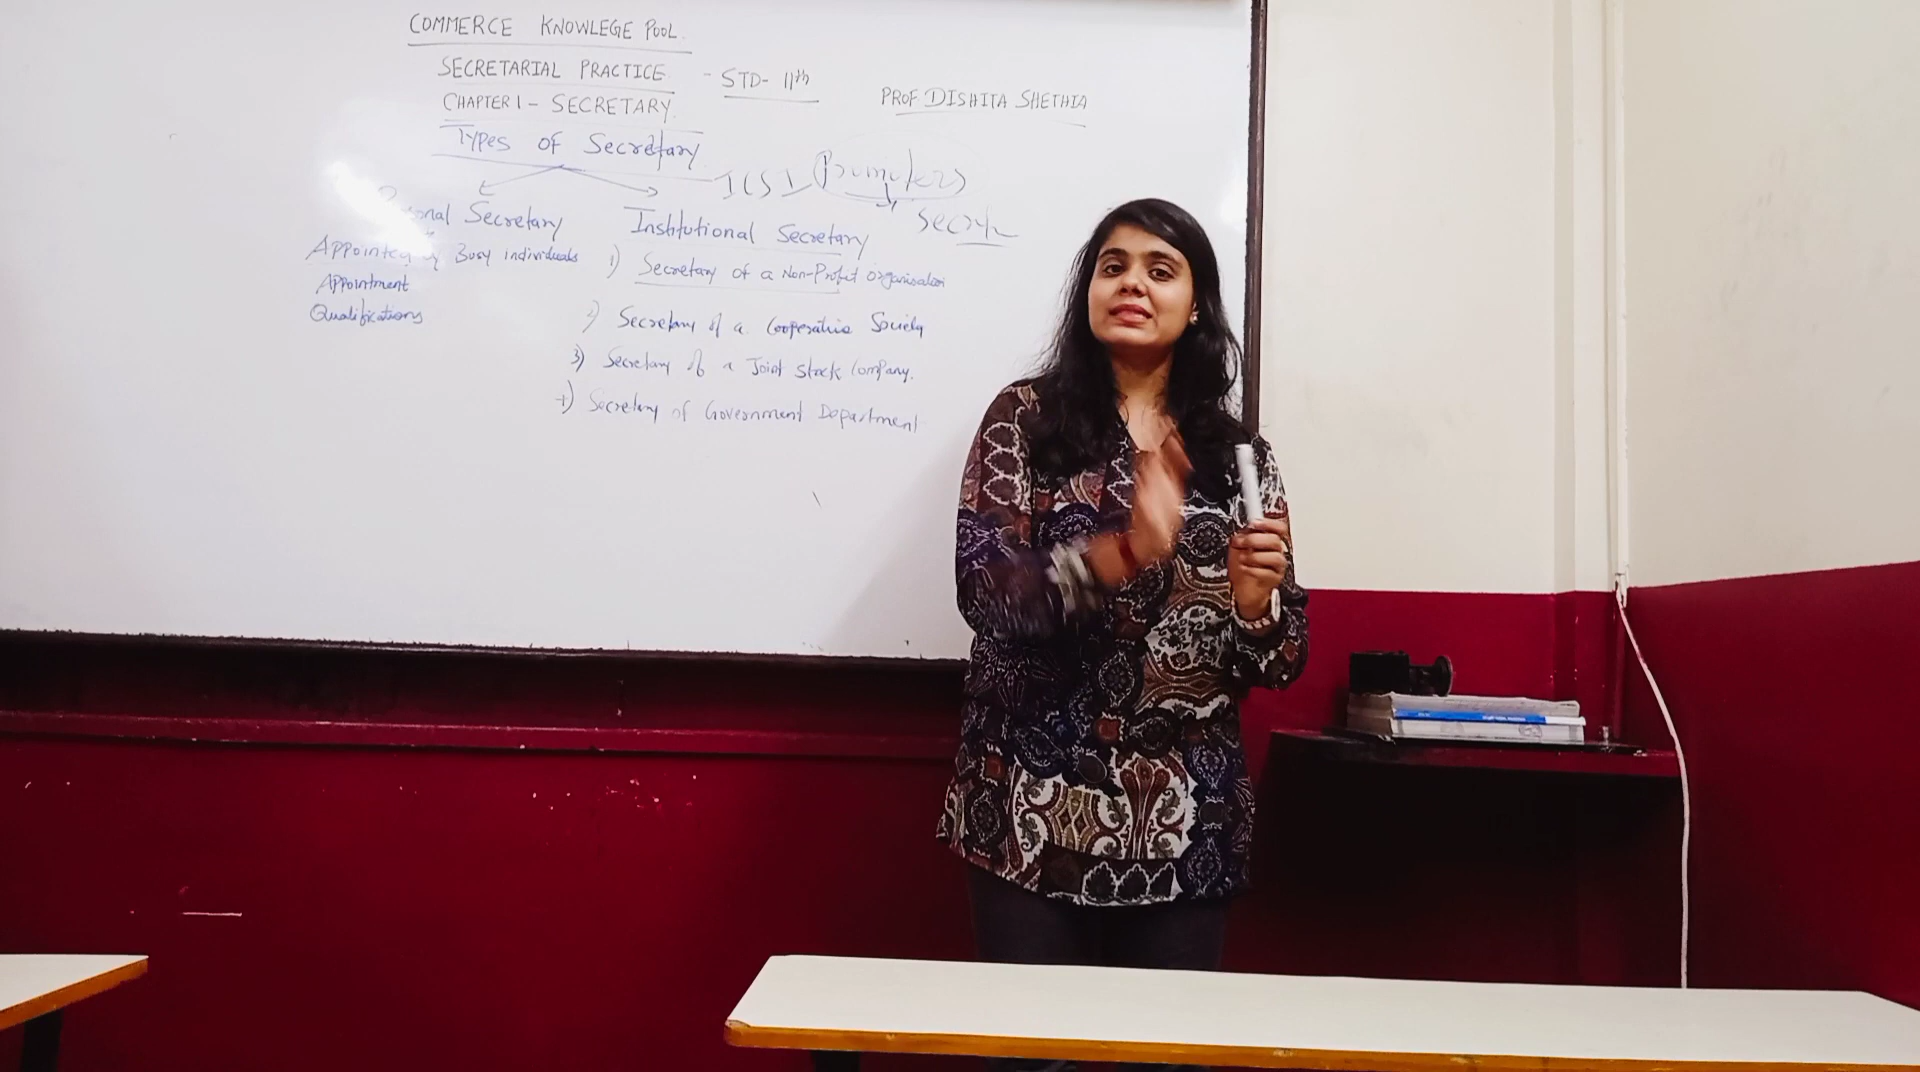 COMMERCE KNOWLEGE POOL
SECRETARIAL PRACTICE - STD- 11th
CHAPTER 1 - SECRETARY
PROF DISHITA SHETHIA
Types of Secretary
ICSI (Promoters)
Secretary
Institutional Secretary
Appointed by Busy individuals
Appointment
Qualifications
1) Secretary of a Non-Profit Organisation
2) Secretary of a Cooperative Society
3) Secretary of a Joint Stock Company.
4) Secretary of Government Department